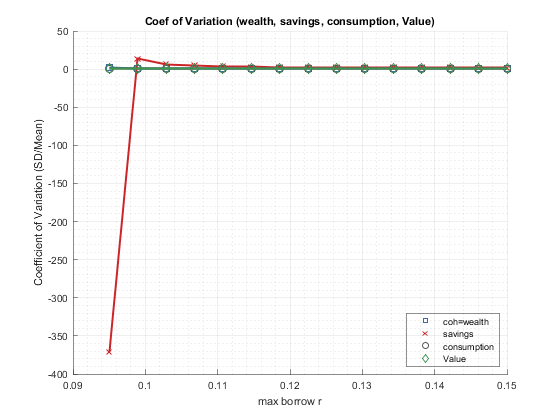 Coef of Variation (wealth, savings, consumption, Value)
Coefficient of Variation (SD/Mean)
50
0
-50
-100
-150
-200
-250
-300
-350
-400
0.09
0.1
0.11
0.12
0.13
0.14
0.15
max borrow r
coh=wealth
savings
consumption
Value